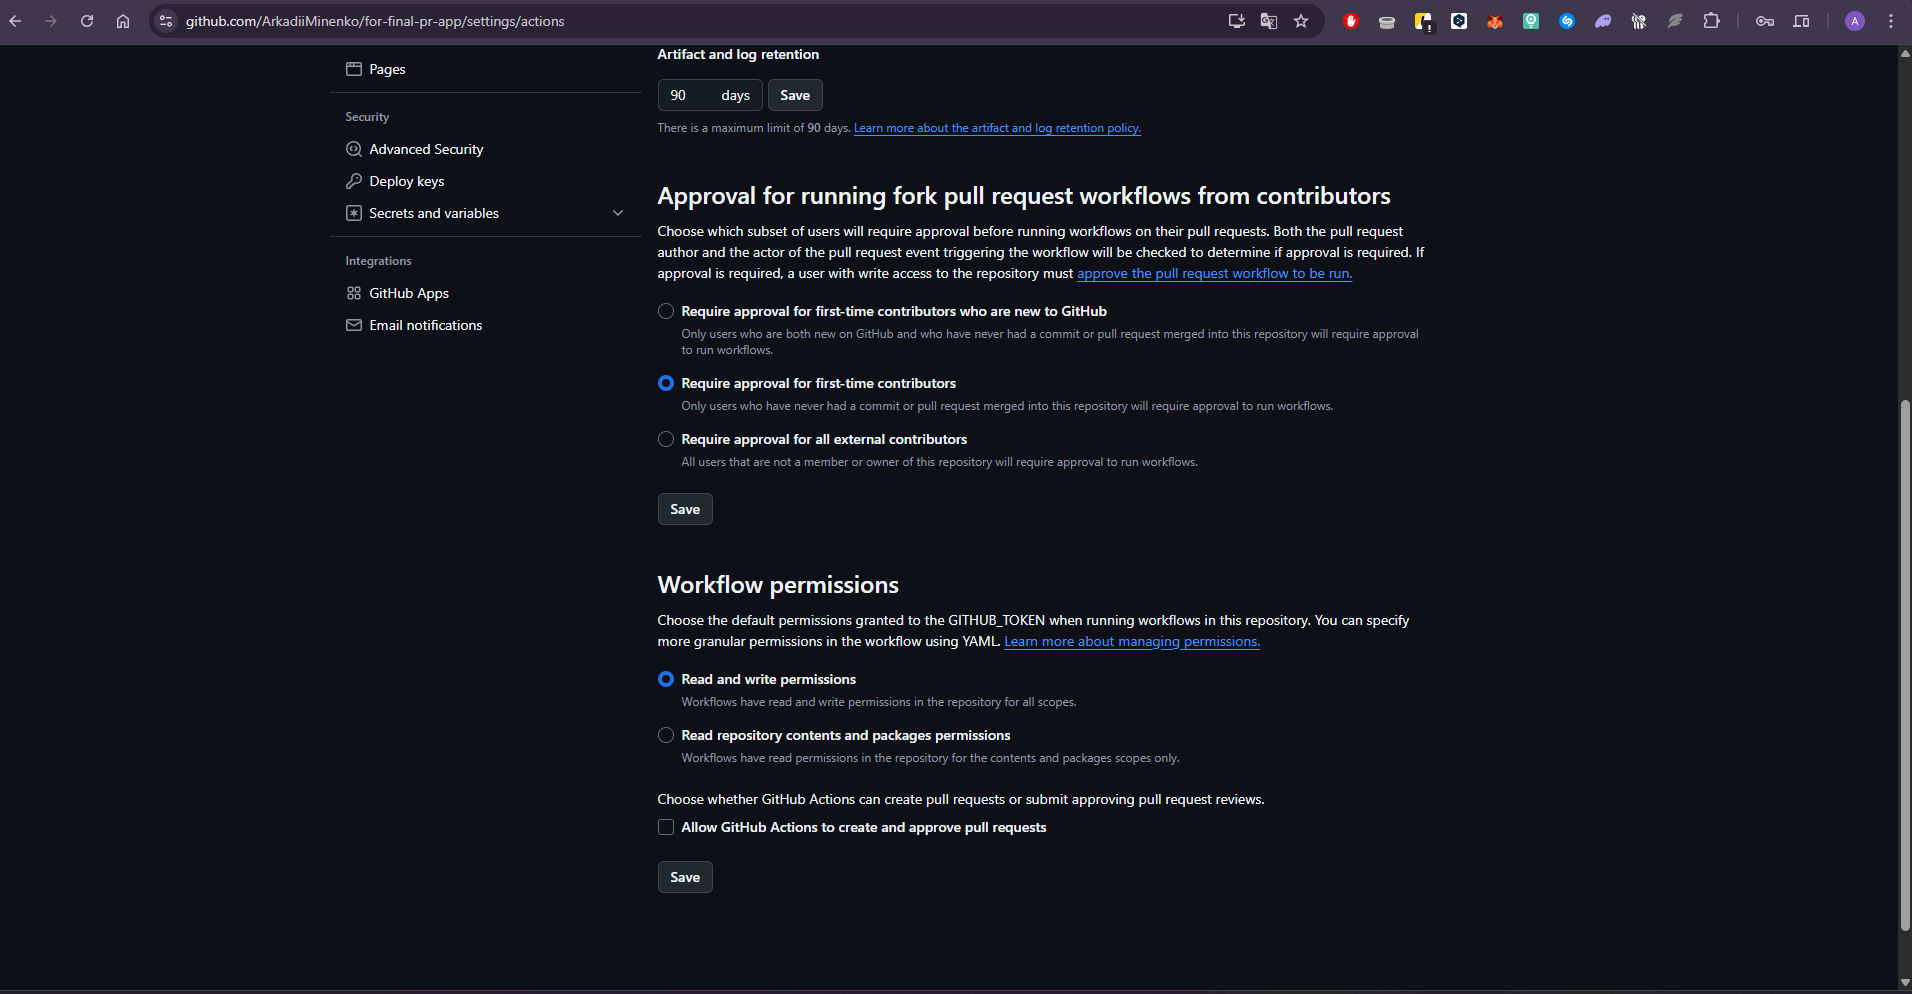 github.com/ArkadiiMinenko/for-final-pr-app/settings/actions
A
Pages
Security
Advanced Security
Deploy keys
Secrets and variables
Integrations
GitHub Apps
Email notifications
Artifact and log retention
90 days Save
There is a maximum limit of 90 days. Learn more about the artifact and log retention policy.
Approval for running fork pull request workflows from contributors
Choose which subset of users will require approval before running workflows on their pull requests. Both the pull request
author and the actor of the pull request event triggering the workflow will be checked to determine if approval is required. If
approval is required, a user with write access to the repository must approve the pull request workflow to be run.
Require approval for first-time contributors who are new to GitHub
Only users who are both new on GitHub and who have never had a commit or pull request merged into this repository will require approval
to run workflows.
Require approval for first-time contributors
Only users who have never had a commit or pull request merged into this repository will require approval to run workflows.
Require approval for all external contributors
All users that are not a member or owner of this repository will require approval to run workflows.
Save
Workflow permissions
Choose the default permissions granted to the GITHUB_TOKEN when running workflows in this repository. You can specify
more granular permissions in the workflow using YAML. Learn more about managing permissions.
Read and write permissions
Workflows have read and write permissions in the repository for all scopes.
Read repository contents and packages permissions
Workflows have read permissions in the repository for the contents and packages scopes only.
Choose whether GitHub Actions can create pull requests or submit approving pull request reviews.
Allow GitHub Actions to create and approve pull requests
Save